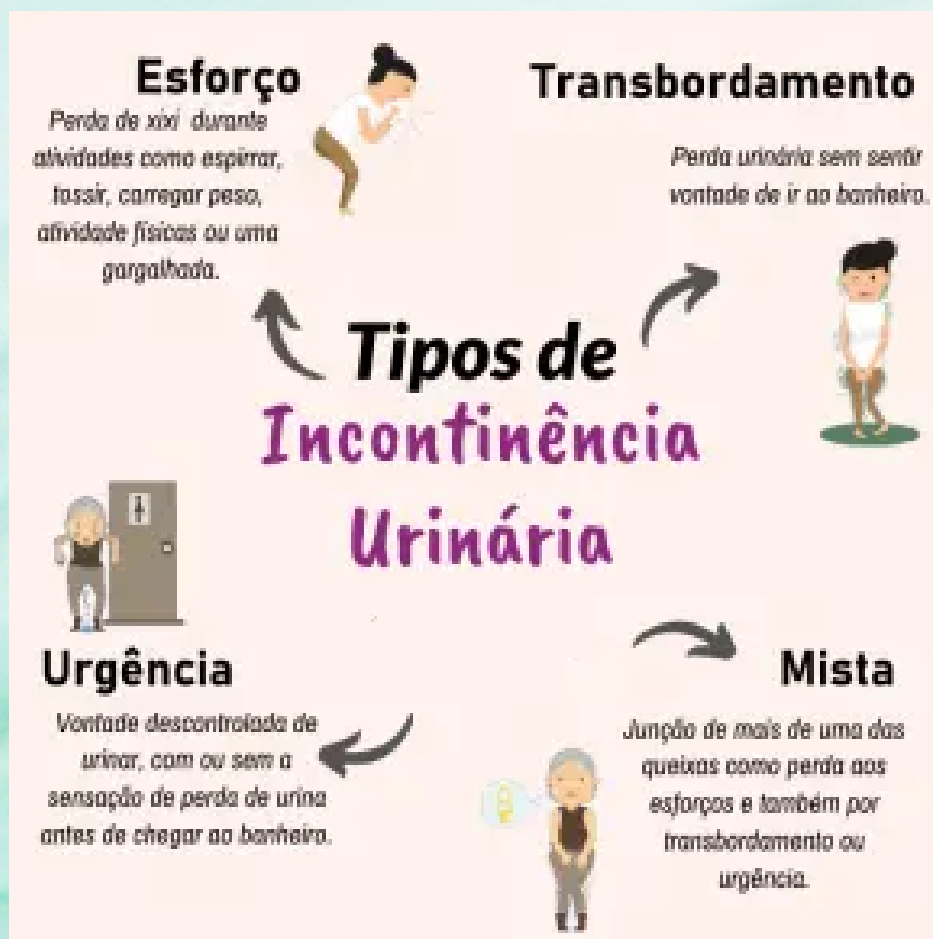 Esforço
Perda de xixi durante
atividades como espirrar,
tossir, carregar peso,
atividade físicas ou uma
gargalhada.
Transbordamento
Perda urinária sem sentir
vontade de ir ao banheiro.
Tipos de
Incontinência
Urinária
Urgência
Vontade descontrolada de
urinar, com ou sem a
sensação de perda de urina
antes de chegar ao banheiro.
Mista
Junção de mais de uma das
queixas como perda aos
esforços e também por
transbordamento ou
urgência.